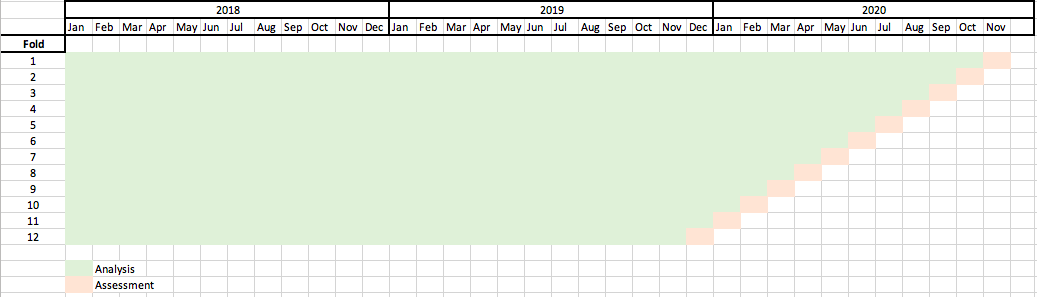 2018 2019 2020
Jan Feb Mar Apr May Jun Jul Aug Sep Oct Nov Dec Jan Feb Mar Apr May Jun Jul Aug Sep Oct Nov Dec Jan Feb Mar Apr May Jun Jul Aug Sep Oct Nov
Fold
1
2
3
4
5
6
7
8
9
10
11
12
Analysis
Assessment